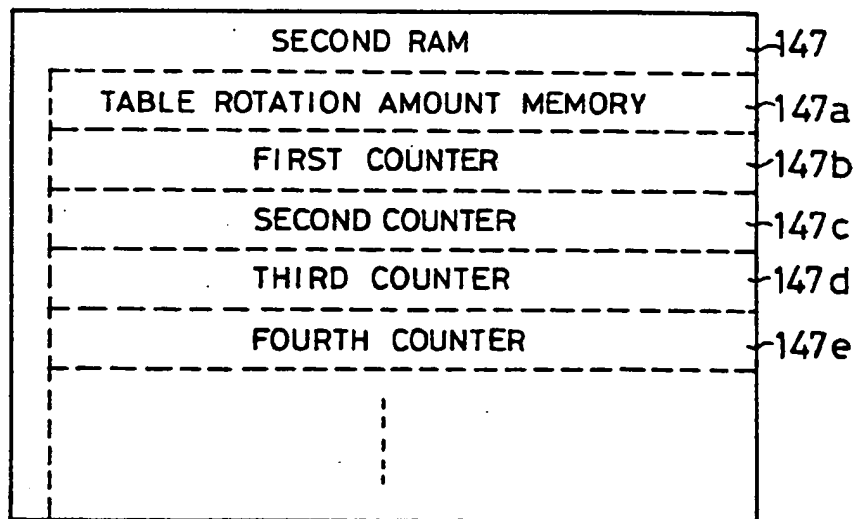 SECOND RAM 147
TABLE ROTATION AMOUNT MEMORY 147a
FIRST COUNTER 147b
SECOND COUNTER 147c
THIRD COUNTER 147d
FOURTH COUNTER 147e